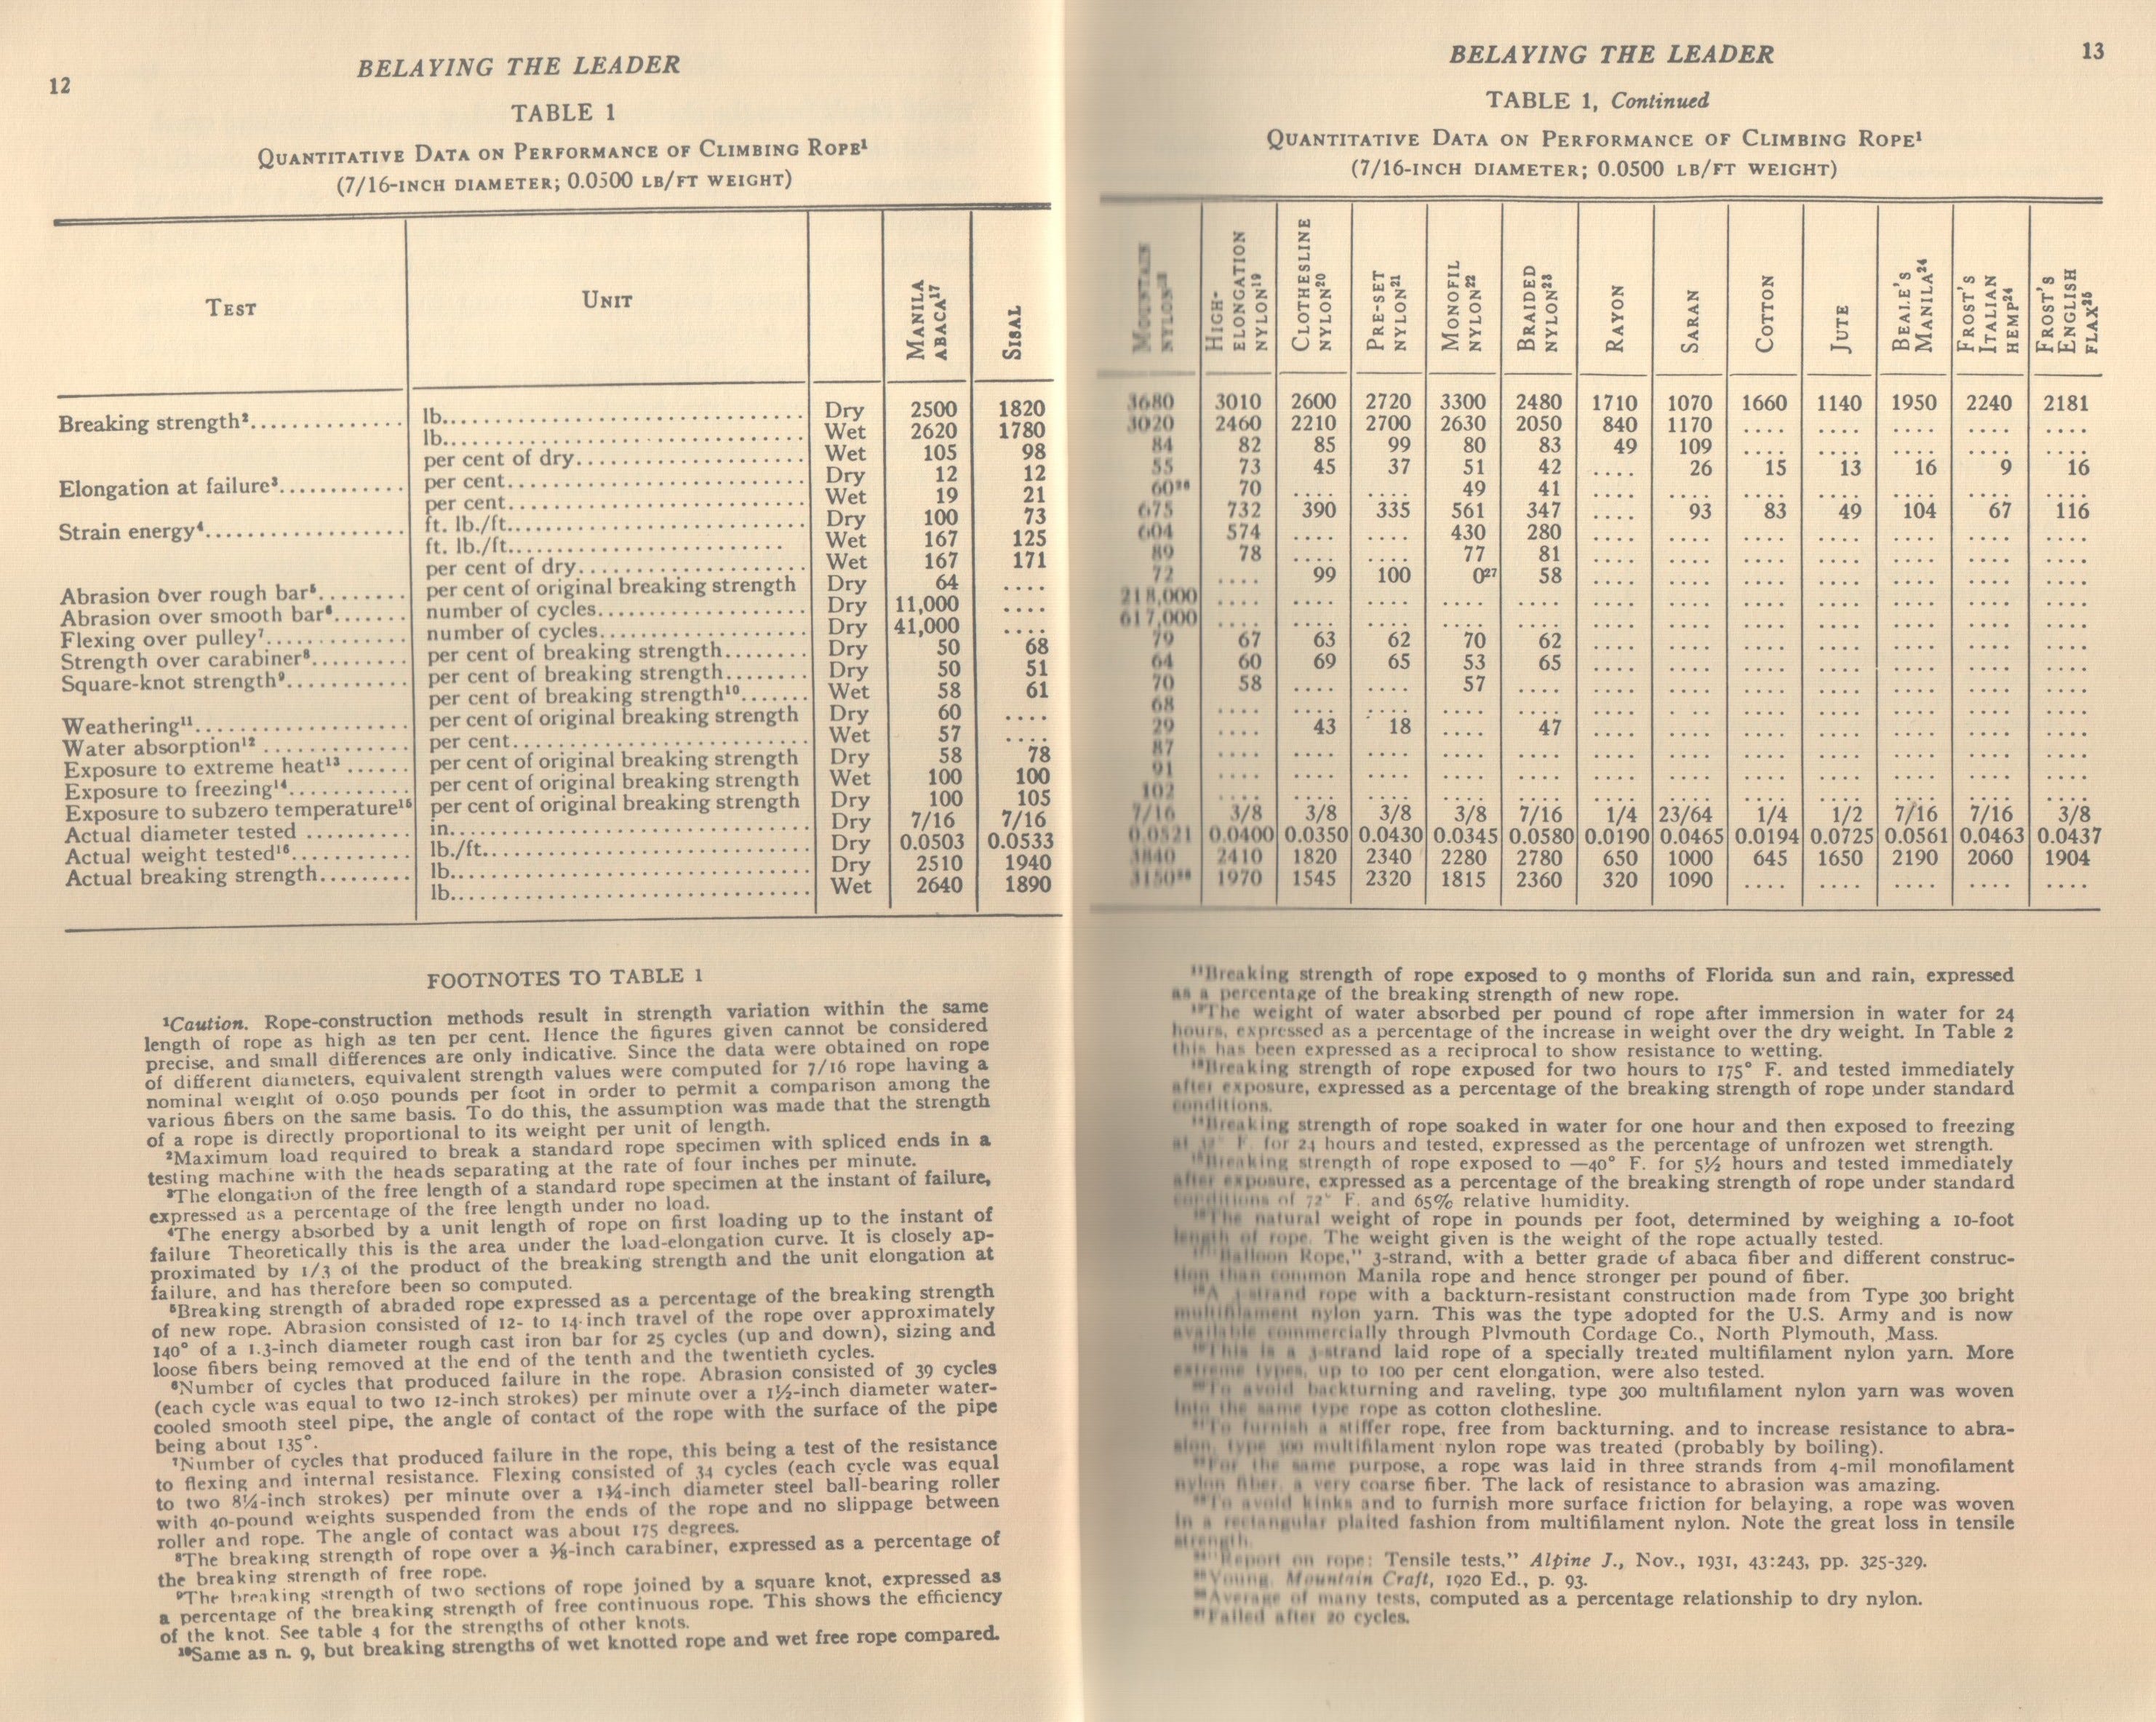 12
BELAYING THE LEADER
TABLE 1
QUANTITATIVE DATA ON PERFORMANCE OF CLIMBING ROPE¹
(7/16-INCH DIAMETER; 0.0500 LB/FT WEIGHT)
TEST UNIT MANILA ABACA¹⁷ SISAL
Breaking strength².... lb.... Dry 2500 1820
lb.... Wet 2620 1780
per cent of dry.... Wet 105 98
Elongation at failure³.... per cent.... Dry 12 12
per cent.... Wet 19 21
Strain energy⁴.... ft. lb./ft.... Dry 100 73
ft. lb./ft.... Wet 167 125
per cent of dry.... Wet 167 171
Abrasion over rough bar⁵.... per cent of original breaking strength Dry 64 ....
Abrasion over smooth bar⁶.... number of cycles.... Dry 11,000 ....
Flexing over pulley⁷.... number of cycles.... Dry 41,000 ....
Strength over carabiner⁸.... per cent of breaking strength.... Dry 50 68
Square-knot strength⁹.... per cent of breaking strength.... Dry 50 51
per cent of breaking strength¹⁰.... Wet 58 61
Weathering¹¹.... per cent of original breaking strength Dry 60 ....
Water absorption¹² .... per cent.... Wet 57 ....
Exposure to extreme heat¹³ .... per cent of original breaking strength Dry 58 78
Exposure to freezing¹⁴.... per cent of original breaking strength Wet 100 100
Exposure to subzero temperature¹⁵ per cent of original breaking strength Dry 100 105
Actual diameter tested .... in.... Dry 7/16 7/16
Actual weight tested¹⁶.... lb./ft.... Dry 0.0503 0.0533
Actual breaking strength.... lb.... Dry 2510 1940
lb.... Wet 2640 1890
FOOTNOTES TO TABLE 1
¹Caution. Rope-construction methods result in strength variation within the same
length of rope as high as ten per cent. Hence the figures given cannot be considered
precise, and small differences are only indicative. Since the data were obtained on rope
of different diameters, equivalent strength values were computed for 7/16 rope having a
nominal weight of 0.050 pounds per foot in order to permit a comparison among the
various fibers on the same basis. To do this, the assumption was made that the strength
of a rope is directly proportional to its weight per unit of length.
²Maximum load required to break a standard rope specimen with spliced ends in a
testing machine with the heads separating at the rate of four inches per minute.
³The elongation of the free length of a standard rope specimen at the instant of failure,
expressed as a percentage of the free length under no load.
⁴The energy absorbed by a unit length of rope on first loading up to the instant of
failure Theoretically this is the area under the load-elongation curve. It is closely ap-
proximated by 1/3 of the product of the breaking strength and the unit elongation at
failure, and has therefore been so computed.
⁵Breaking strength of abraded rope expressed as a percentage of the breaking strength
of new rope. Abrasion consisted of 12- to 14-inch travel of the rope over approximately
140° of a 1.3-inch diameter rough cast iron bar for 25 cycles (up and down), sizing and
loose fibers being removed at the end of the tenth and the twentieth cycles.
⁶Number of cycles that produced failure in the rope. Abrasion consisted of 39 cycles
(each cycle was equal to two 12-inch strokes) per minute over a 1½-inch diameter water-
cooled smooth steel pipe, the angle of contact of the rope with the surface of the pipe
being about 135°.
⁷Number of cycles that produced failure in the rope, this being a test of the resistance
to flexing and internal resistance. Flexing consisted of 34 cycles (each cycle was equal
to two 8¼-inch strokes) per minute over a 1¾-inch diameter steel ball-bearing roller
with 40-pound weights suspended from the ends of the rope and no slippage between
roller and rope. The angle of contact was about 175 degrees.
⁸The breaking strength of rope over a ⅜-inch carabiner, expressed as a percentage of
the breaking strength of free rope.
⁹The breaking strength of two sections of rope joined by a square knot, expressed as
a percentage of the breaking strength of free continuous rope. This shows the efficiency
of the knot. See table 4 for the strengths of other knots.
¹⁰Same as n. 9, but breaking strengths of wet knotted rope and wet free rope compared.
BELAYING THE LEADER
13
TABLE 1, Continued
QUANTITATIVE DATA ON PERFORMANCE OF CLIMBING ROPE¹
(7/16-INCH DIAMETER; 0.0500 LB/FT WEIGHT)
MOUNTAIN NYLON¹⁸ HIGH-ELONGATION NYLON¹⁹ CLOTHESLINE NYLON²⁰ PRE-SET NYLON²¹ MONOFIL NYLON²² BRAIDED NYLON²³ RAYON SARAN COTTON JUTE BEALE'S MANILA²⁴ FROST'S ITALIAN HEMP²⁴ FROST'S ENGLISH FLAX²⁵
3680 3010 2600 2720 3300 2480 1710 1070 1660 1140 1950 2240 2181
3020 2460 2210 2700 2630 2050 840 1170 .... .... .... .... ....
84 82 85 99 80 83 49 109 .... .... .... .... ....
55 73 45 37 51 42 .... 26 15 13 16 9 16
60²⁶ 70 .... .... 49 41 .... .... .... .... .... .... ....
675 732 390 335 561 347 .... 93 83 49 104 67 116
604 574 .... .... 430 280 .... .... .... .... .... .... ....
89 78 .... .... 77 81 .... .... .... .... .... .... ....
72 .... 99 100 0²⁷ 58 .... .... .... .... .... .... ....
218,000 .... .... .... .... .... .... .... .... .... .... .... ....
617,000 .... .... .... .... .... .... .... .... .... .... .... ....
79 67 63 62 70 62 .... .... .... .... .... .... ....
64 60 69 65 53 65 .... .... .... .... .... .... ....
70 58 .... .... 57 .... .... .... .... .... .... .... ....
68 .... .... .... .... .... .... .... .... .... .... .... ....
29 .... 43 18 .... 47 .... .... .... .... .... .... ....
87 .... .... .... .... .... .... .... .... .... .... .... ....
91 .... .... .... .... .... .... .... .... .... .... .... ....
102 .... .... .... .... .... .... .... .... .... .... .... ....
7/16 3/8 3/8 3/8 3/8 7/16 1/4 23/64 1/4 1/2 7/16 7/16 3/8
0.0521 0.0400 0.0350 0.0430 0.0345 0.0580 0.0190 0.0465 0.0194 0.0725 0.0561 0.0463 0.0437
3840 2410 1820 2340 2280 2780 650 1000 645 1650 2190 2060 1904
3150²⁶ 1970 1545 2320 1815 2360 320 1090 .... .... .... .... ....
¹¹Breaking strength of rope exposed to 9 months of Florida sun and rain, expressed
as a percentage of the breaking strength of new rope.
¹²The weight of water absorbed per pound of rope after immersion in water for 24
hours, expressed as a percentage of the increase in weight over the dry weight. In Table 2
this has been expressed as a reciprocal to show resistance to wetting.
¹³Breaking strength of rope exposed for two hours to 175° F. and tested immediately
after exposure, expressed as a percentage of the breaking strength of rope under standard
conditions.
¹⁴Breaking strength of rope soaked in water for one hour and then exposed to freezing
at 32° F. for 24 hours and tested, expressed as the percentage of unfrozen wet strength.
¹⁵Breaking strength of rope exposed to —40° F. for 5½ hours and tested immediately
after exposure, expressed as a percentage of the breaking strength of rope under standard
conditions of 72° F. and 65% relative humidity.
¹⁶The natural weight of rope in pounds per foot, determined by weighing a 10-foot
length of rope. The weight given is the weight of the rope actually tested.
¹⁷"Balloon Rope," 3-strand, with a better grade of abaca fiber and different construc-
tion than common Manila rope and hence stronger per pound of fiber.
¹⁸A 3-strand rope with a backturn-resistant construction made from Type 300 bright
multifilament nylon yarn. This was the type adopted for the U.S. Army and is now
available commercially through Plymouth Cordage Co., North Plymouth, Mass.
¹⁹This is a 3-strand laid rope of a specially treated multifilament nylon yarn. More
extreme types, up to 100 per cent elongation, were also tested.
²⁰To avoid backturning and raveling, type 300 multifilament nylon yarn was woven
into the same type rope as cotton clothesline.
²¹To furnish a stiffer rope, free from backturning. and to increase resistance to abra-
sion, type 300 multifilament nylon rope was treated (probably by boiling).
²²For the same purpose, a rope was laid in three strands from 4-mil monofilament
nylon fiber, a very coarse fiber. The lack of resistance to abrasion was amazing.
²³To avoid kinks and to furnish more surface friction for belaying, a rope was woven
in a rectangular plaited fashion from multifilament nylon. Note the great loss in tensile
strength.
²⁴"Report on rope: Tensile tests," Alpine J., Nov., 1931, 43:243, pp. 325-329.
²⁵Young, Mountain Craft, 1920 Ed., p. 93.
²⁶Average of many tests, computed as a percentage relationship to dry nylon.
²⁷Failed after 20 cycles.